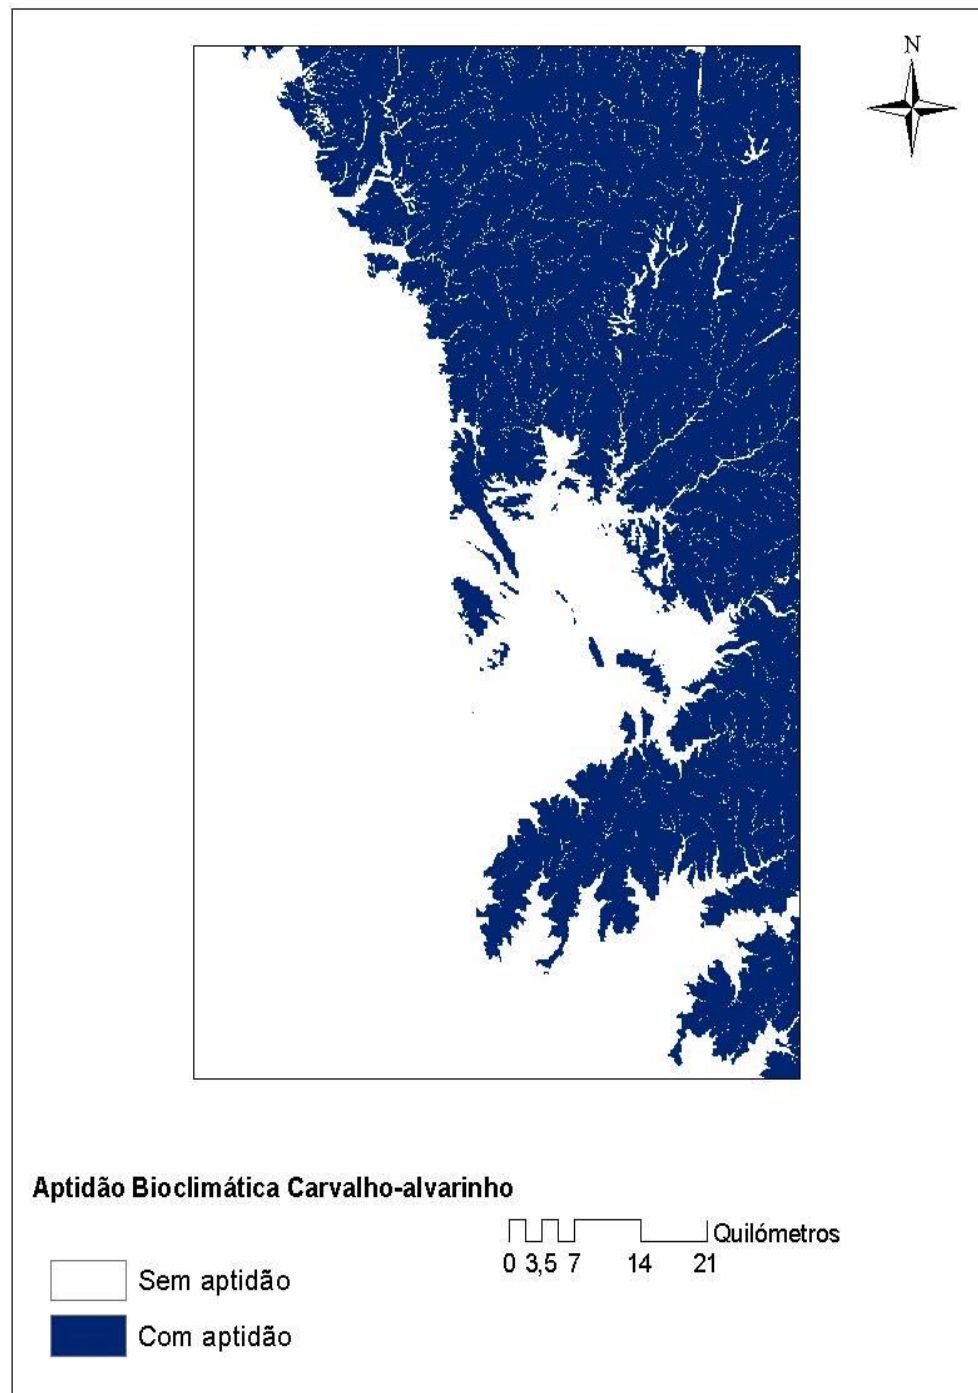 N
Aptidão Bioclimática Carvalho-alvarinho
Quilómetros
0 3,5 7 14 21
Sem aptidão
Com aptidão